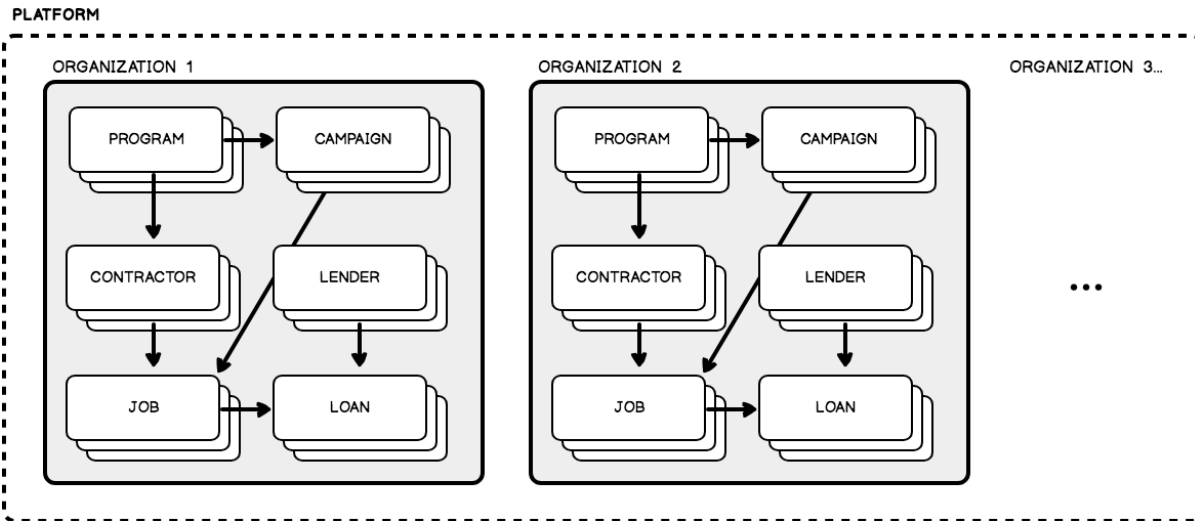 PLATFORM
ORGANIZATION 1
ORGANIZATION 2
ORGANIZATION 3...
PROGRAM
CAMPAIGN
CONTRACTOR
LENDER
JOB
LOAN
PROGRAM
CAMPAIGN
CONTRACTOR
LENDER
JOB
LOAN
...